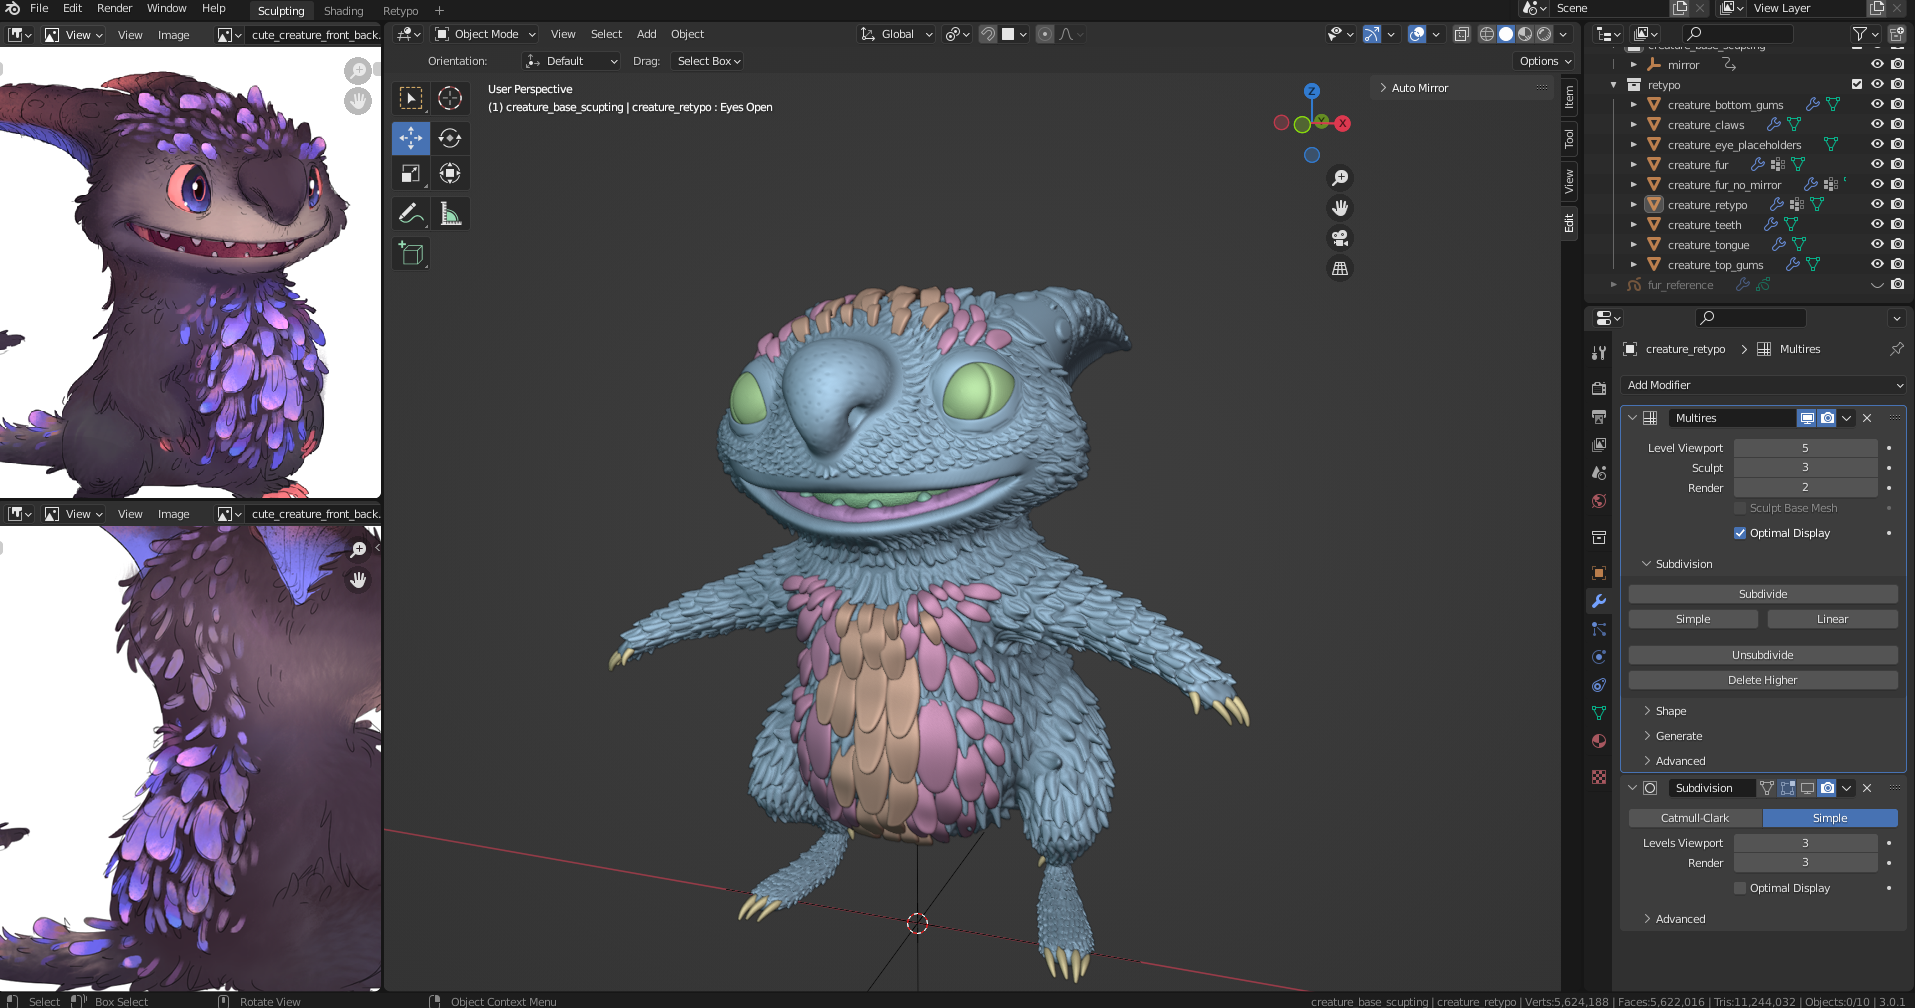 File Edit Render Window Help Sculpting Shading Retypo + Scene View Layer
View View Image cute_creature_front_back.
Object Mode View Select Add Object Global
Orientation: Default Drag: Select Box Options
User Perspective
(1) creature_base_scupting | creature_retypo : Eyes Open
Auto Mirror
Z
Y
X
Item
Tool
View
Edit
creature_base_scupting
mirror
retypo
creature_bottom_gums
creature_claws
creature_eye_placeholders
creature_fur
creature_fur_no_mirror
creature_retypo
creature_teeth
creature_tongue
creature_top_gums
fur_reference
creature_retypo > Multires
Add Modifier
Multires
Level Viewport 5
Sculpt 3
Render 2
Sculpt Base Mesh
Optimal Display
Subdivision
Subdivide
Simple Linear
Unsubdivide
Delete Higher
Shape
Generate
Advanced
Subdivision
Catmull-Clark Simple
Levels Viewport 3
Render 3
Optimal Display
Advanced
View View Image cute_creature_front_back.
Select Box Select Rotate View Object Context Menu creature_base_scupting | creature_retypo | Verts:5,624,188 | Faces:5,622,016 | Tris:11,244,032 | Objects:0/10 | 3.0.1